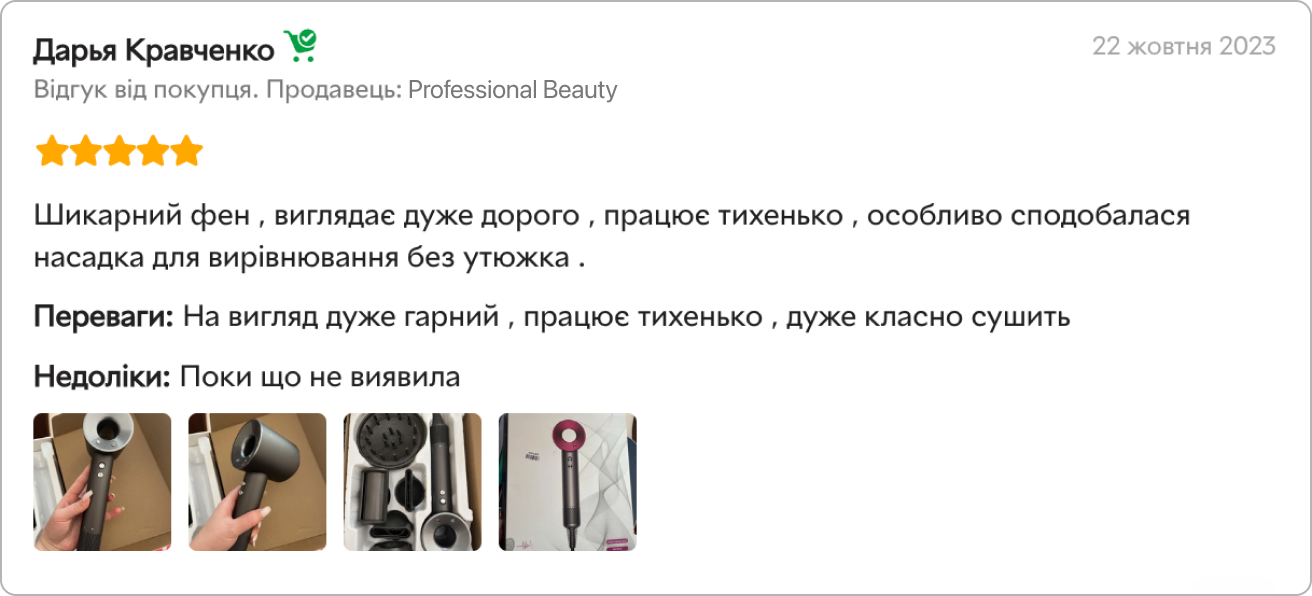 Дарья Кравченко
22 жовтня 2023
Відгук від покупця. Продавець: Professional Beauty
Шикарний фен , виглядає дуже дорого , працює тихенько , особливо сподобалася
насадка для вирівнювання без утюжка .
Переваги: На вигляд дуже гарний , працює тихенько , дуже класно сушить
Недоліки: Поки що не виявила